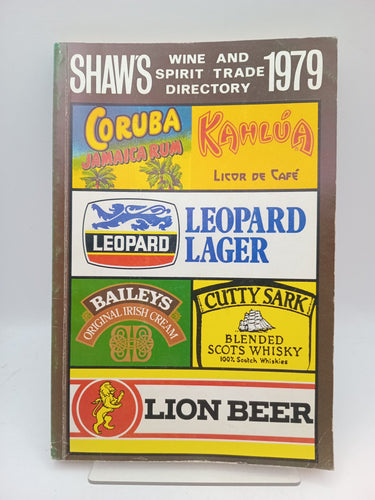 SHAW'S WINE AND SPIRIT TRADE DIRECTORY 1979
CORUBA
JAMAICA RUM
KAHLÚA
LICOR DE CAFÉ
LEOPARD
LEOPARD
LAGER
BAILEYS
ORIGINAL IRISH CREAM
CUTTY SARK
BLENDED
SCOTS WHISKY
100% Scotch Whiskies
LION BEER